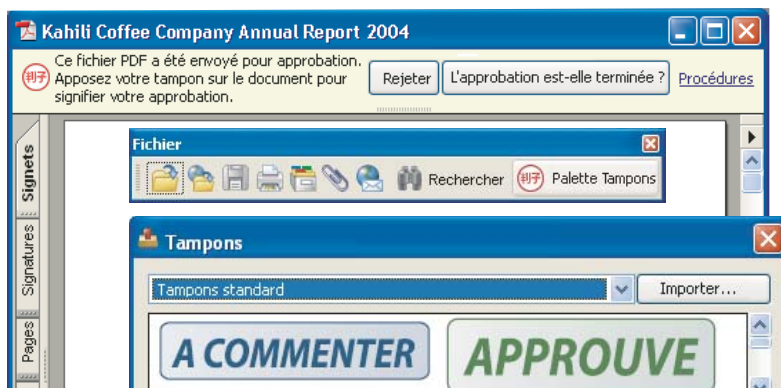 Kahili Coffee Company Annual Report 2004
Ce fichier PDF a été envoyé pour approbation.
Apposez votre tampon sur le document pour
signifier votre approbation.
Rejeter
L'approbation est-elle terminée ?
Procédures
Signets
Signatures
Pages
Fichier
Rechercher
Palette Tampons
Tampons
Tampons standard
Importer...
A COMMENTER
APPROUVE